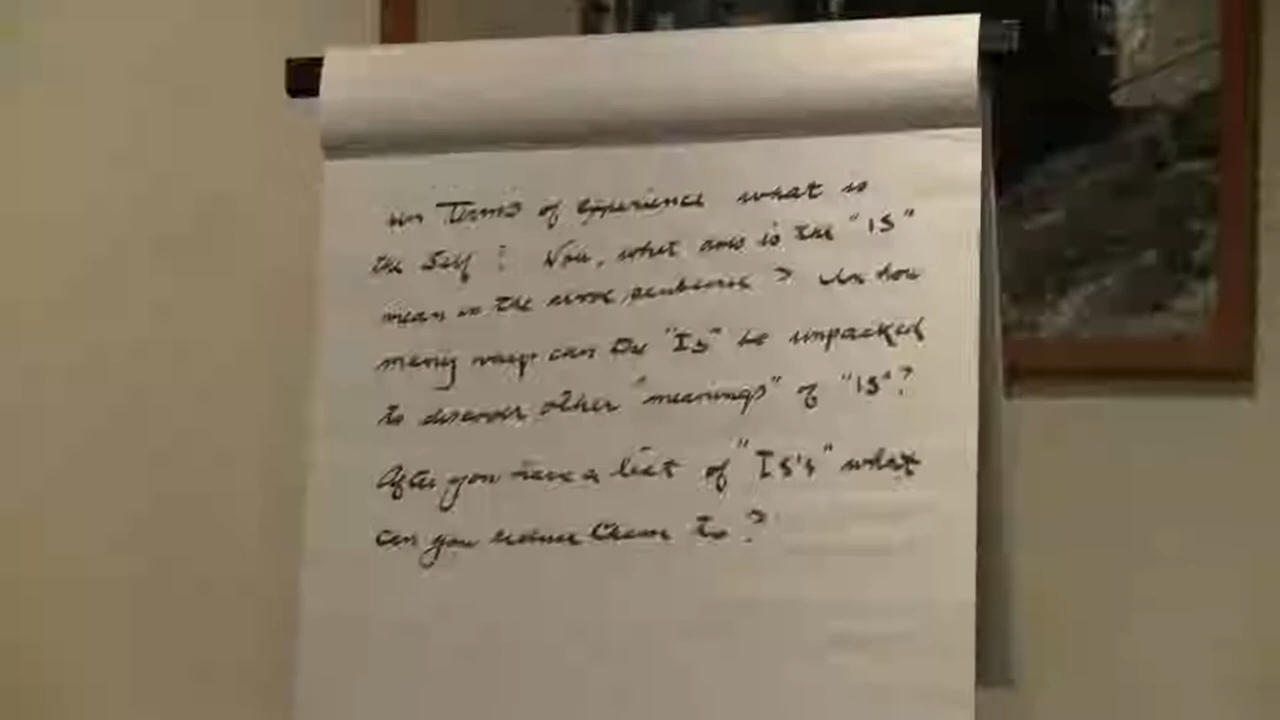 In Terms of experience what is
the Self? Now, what does is the "IS"
mean in the above sentence? In how
many ways can the "Is" be unpacked
to discover other "meanings" of "IS"?
After you have a list of "Is's" what
can you reduce them to?